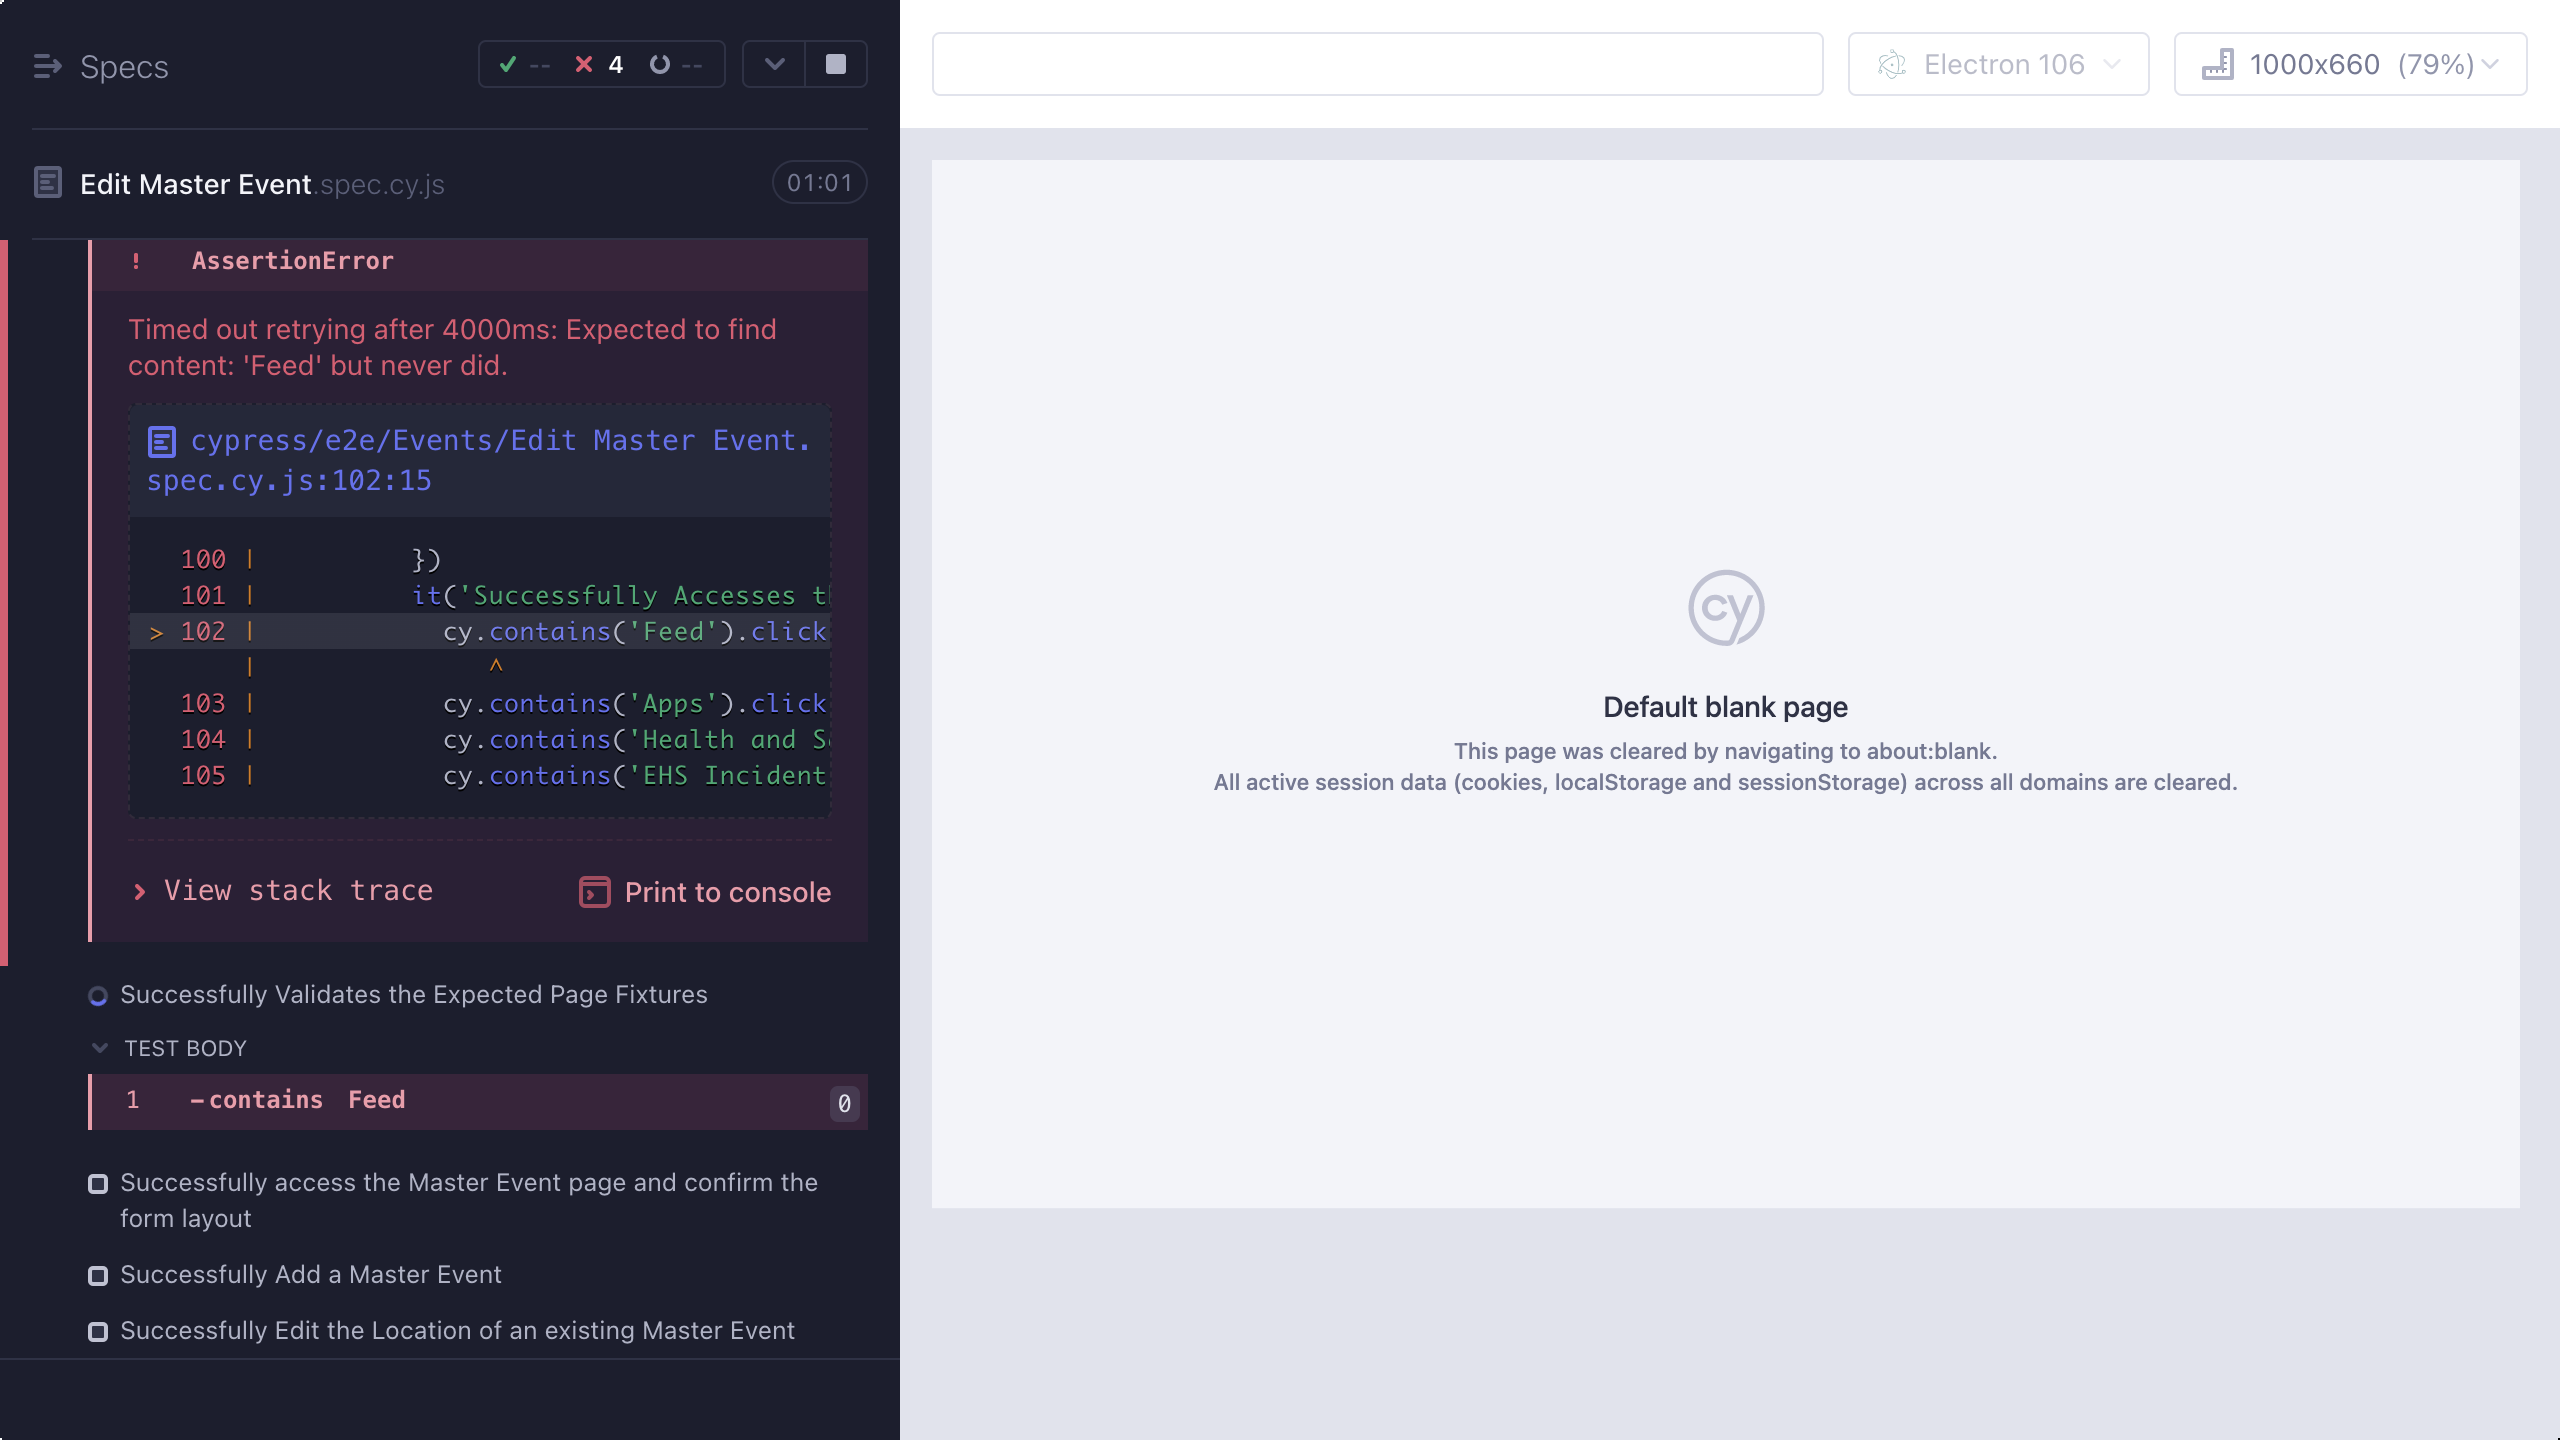 Specs
-- 4 --
Edit Master Event.spec.cy.js 01:01
! AssertionError
Timed out retrying after 4000ms: Expected to find
content: 'Feed' but never did.
cypress/e2e/Events/Edit Master Event.
spec.cy.js:102:15
100 | })
101 | it('Successfully Accesses t
> 102 | cy.contains('Feed').click
| ^
103 | cy.contains('Apps').click
104 | cy.contains('Health and S
105 | cy.contains('EHS Incident
View stack trace
Print to console
Successfully Validates the Expected Page Fixtures
TEST BODY
1 -contains Feed 0
Successfully access the Master Event page and confirm the
form layout
Successfully Add a Master Event
Successfully Edit the Location of an existing Master Event
Electron 106
1000x660 (79%)
cy
Default blank page
This page was cleared by navigating to about:blank.
All active session data (cookies, localStorage and sessionStorage) across all domains are cleared.